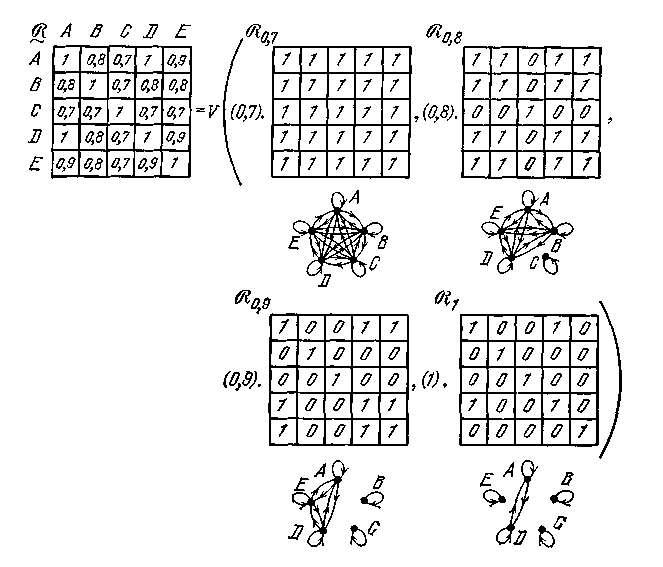 R A B C D E R0,7 R0,8
A 1 0,8 0,7 1 0,9 1 1 1 1 1 1 1 0 1 1
B 0,8 1 0,7 0,8 0,8 1 1 1 1 1 1 1 0 1 1
C 0,7 0,7 1 0,7 0,7 =V ( (0,7). 1 1 1 1 1 , (0,8). 0 0 1 0 0 ,
D 1 0,8 0,7 1 0,9 1 1 1 1 1 1 1 0 1 1
E 0,9 0,8 0,7 0,9 1 1 1 1 1 1 1 1 0 1 1
A A
E B E B
D C D C
R0,9 R1
1 0 0 1 1 1 0 0 1 0
0 1 0 0 0 0 1 0 0 0
(0,9). 0 0 1 0 0 , (1). 0 0 1 0 0 )
1 0 0 1 1 1 0 0 1 0
1 0 0 1 1 0 0 0 0 1
A A
E B E B
D C D C